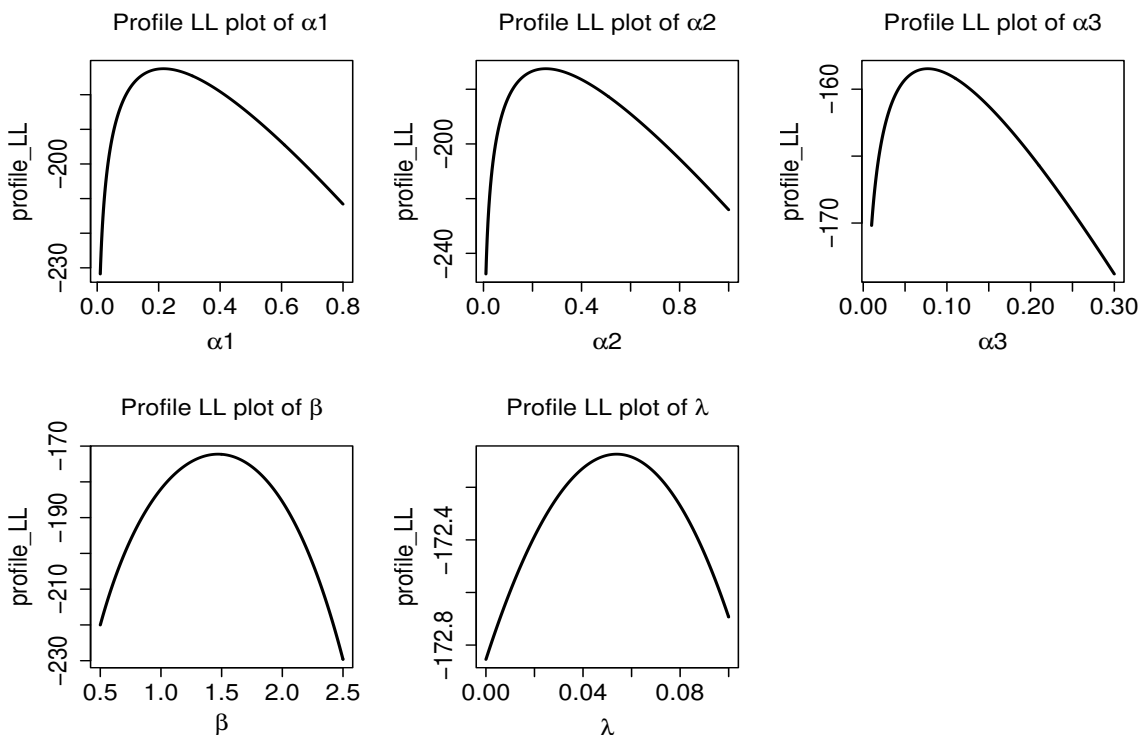 Profile LL plot of α1
profile_LL
-200
-230
0.0 0.2 0.4 0.6 0.8
α1
Profile LL plot of α2
profile_LL
-200
-240
0.0 0.4 0.8
α2
Profile LL plot of α3
profile_LL
-160
-170
0.00 0.10 0.20 0.30
α3
Profile LL plot of β
profile_LL
-170
-190
-210
-230
0.5 1.0 1.5 2.0 2.5
β
Profile LL plot of λ
profile_LL
-172.4
-172.8
0.00 0.04 0.08
λ